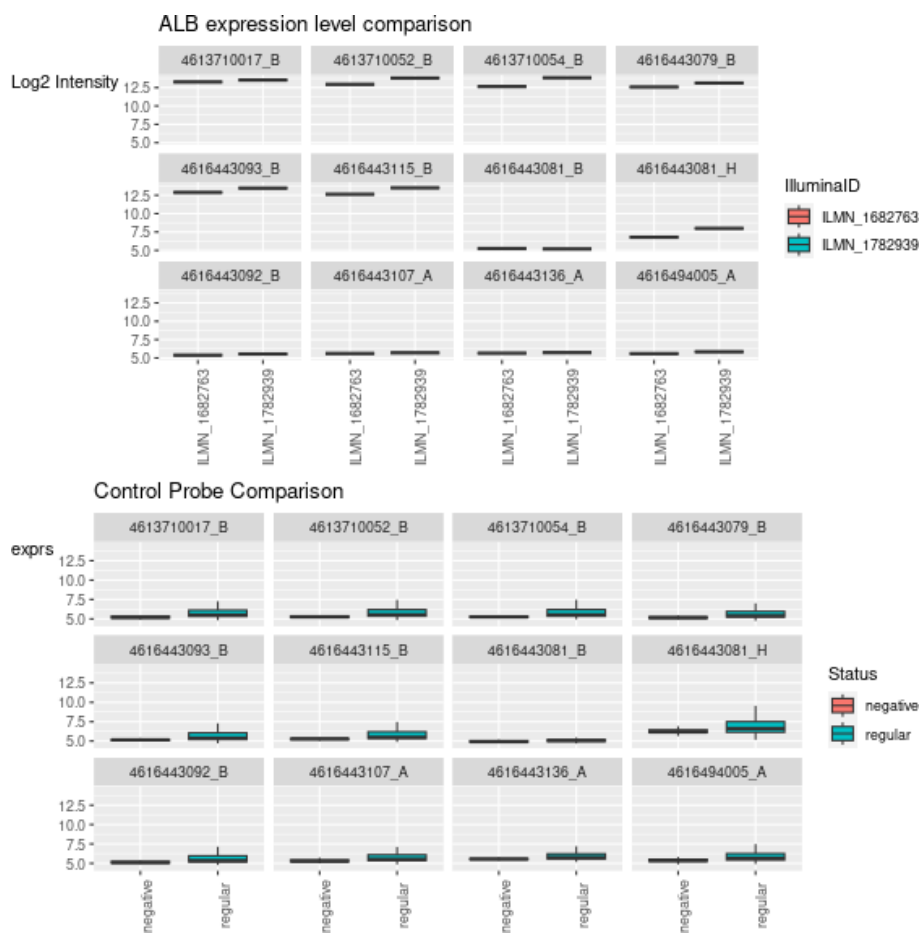 ALB expression level comparison
4613710017_B 4613710052_B 4613710054_B 4616443079_B
Log2 Intensity
12.5
10.0
7.5
5.0
4616443093_B 4616443115_B 4616443081_B 4616443081_H
12.5
10.0
7.5
5.0
IlluminaID
ILMN_1682763
ILMN_1782939
4616443092_B 4616443107_A 4616443136_A 4616494005_A
12.5
10.0
7.5
5.0
ILMN_1682763 ILMN_1782939 ILMN_1682763 ILMN_1782939 ILMN_1682763 ILMN_1782939 ILMN_1682763 ILMN_1782939
Control Probe Comparison
4613710017_B 4613710052_B 4613710054_B 4616443079_B
exprs
12.5
10.0
7.5
5.0
4616443093_B 4616443115_B 4616443081_B 4616443081_H
12.5
10.0
7.5
5.0
Status
negative
regular
4616443092_B 4616443107_A 4616443136_A 4616494005_A
12.5
10.0
7.5
5.0
negative regular negative regular negative regular negative regular